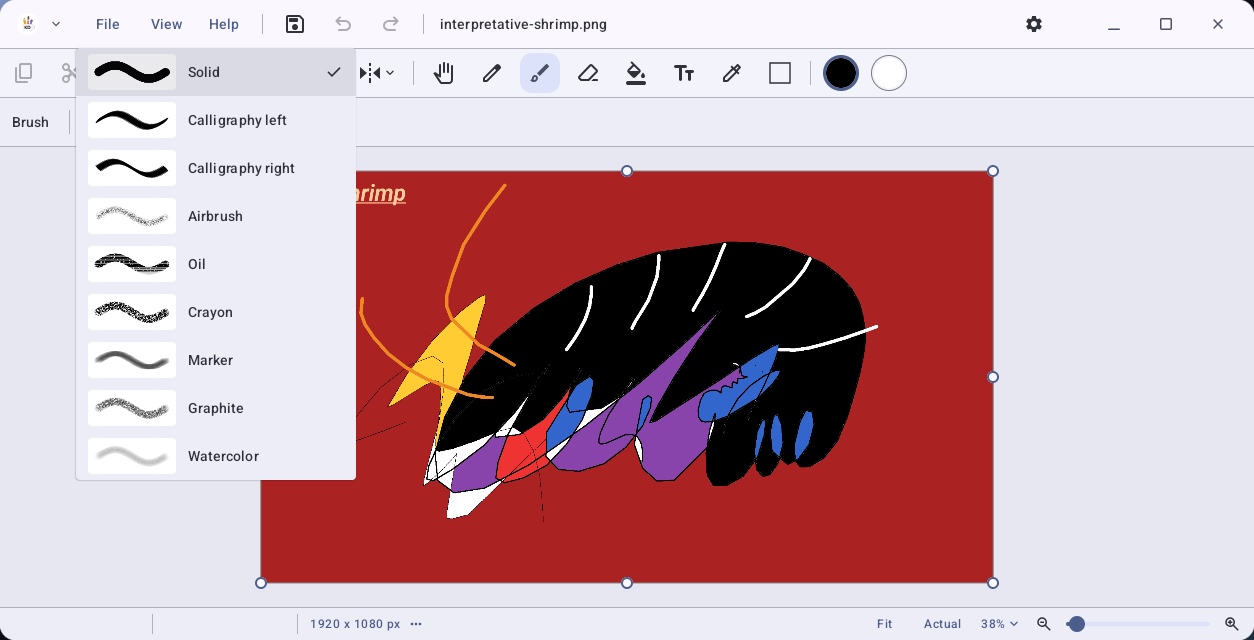 File View Help interpretative-shrimp.png
Brush
Solid
Calligraphy left
Calligraphy right
Airbrush
Oil
Crayon
Marker
Graphite
Watercolor
hrimp
1920 x 1080 px Fit Actual 38%